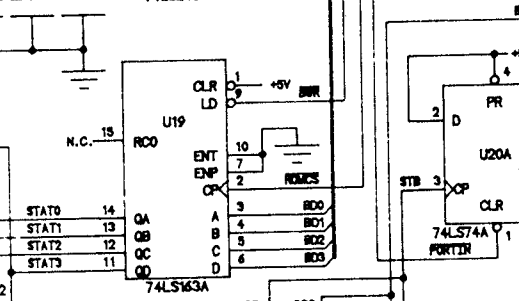 CLR 1 +5V
LD 9
U19
N.C. 15 RCO
ENT 10
ENP 7
CP 2 ROMCS
STAT0 14 QA A 3 BD0
STAT1 13 QB B 4 BD1
STAT2 12 QC C 5 BD2
STAT3 11 QD D 6 BD3
74LS163A
4
PR
2 D
U20A
STB 3 CP
CLR
74LS74A 1
PORTIN
2